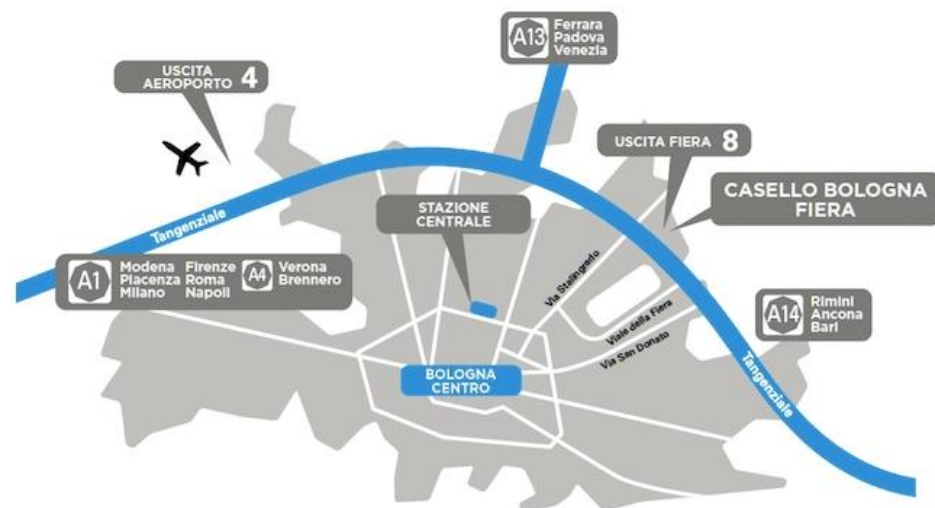 A13
Ferrara
Padova
Venezia
USCITA
AEROPORTO 4
USCITA FIERA 8
CASELLO BOLOGNA
FIERA
STAZIONE
CENTRALE
Tangenziale
A1
Modena Firenze
Piacenza Roma
Milano Napoli
A4
Verona
Brennero
Via Stalingrado
Viale della Fiera
Via San Donato
A14
Rimini
Ancona
Bari
BOLOGNA
CENTRO
Tangenziale